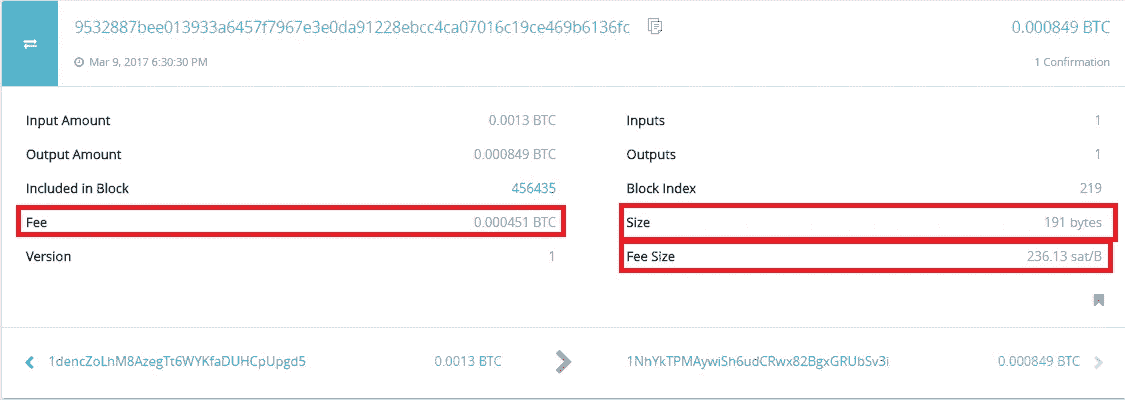 9532887bee013933a6457f7967e3e0da91228ebcc4ca07016c19ce469b6136fc 0.000849 BTC
Mar 9, 2017 6:30:30 PM 1 Confirmation
Input Amount 0.0013 BTC Inputs 1
Output Amount 0.000849 BTC Outputs 1
Included in Block 456435 Block Index 219
Fee 0.000451 BTC Size 191 bytes
Version 1 Fee Size 236.13 sat/B
1dencZoLhM8AzegTt6WYKfaDUHCpUpgd5 0.0013 BTC 1NhYkTPMAywiSh6udCRwx82BgxGRUbSv3i 0.000849 BTC